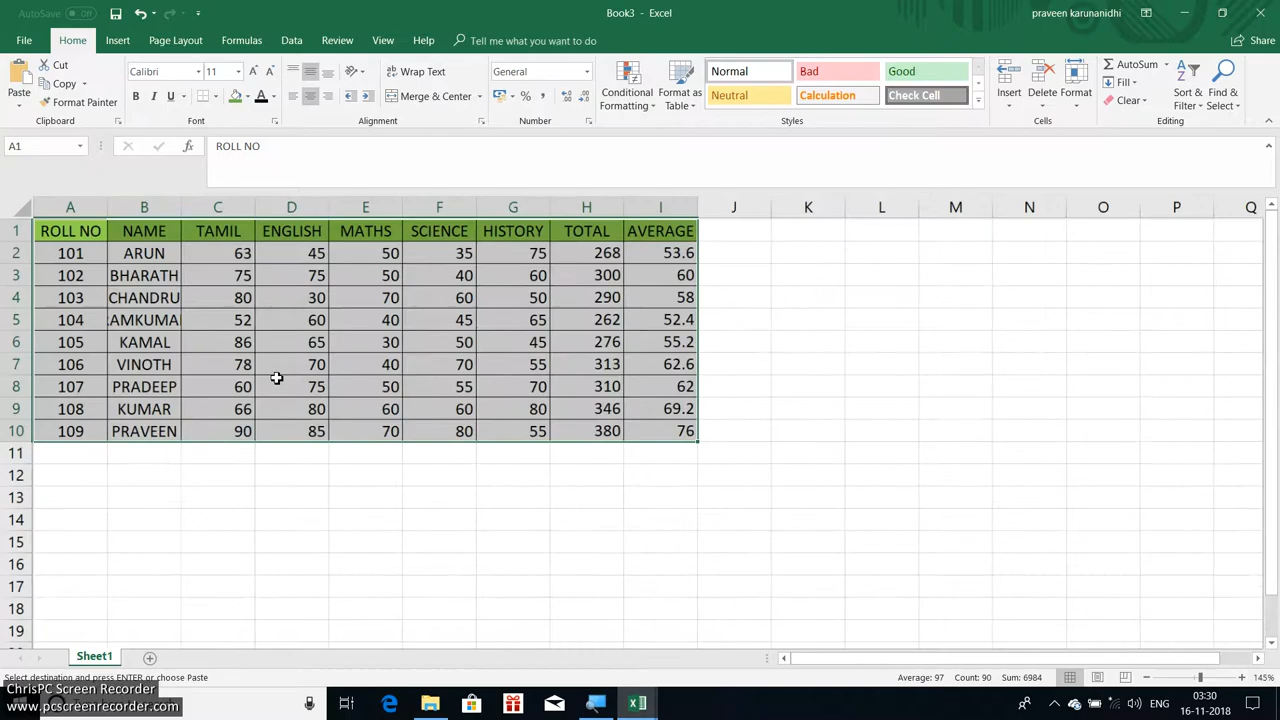 AutoSave Off Book3 - Excel praveen karunanidhi
File Home Insert Page Layout Formulas Data Review View Help Tell me what you want to do Share
Paste Cut Copy Format Painter Clipboard
Calibri 11 A A B I U A Font
Wrap Text Merge & Center Alignment
General % , Number
Conditional Formatting Format as Table Normal Bad Good Neutral Calculation Check Cell Styles
Insert Delete Format Cells
AutoSum Fill Clear Sort & Filter Find & Select Editing
A1 fx ROLL NO
A B C D E F G H I J K L M N O P Q
1 ROLL NO NAME TAMIL ENGLISH MATHS SCIENCE HISTORY TOTAL AVERAGE
2 101 ARUN 63 45 50 35 75 268 53.6
3 102 BHARATH 75 75 50 40 60 300 60
4 103 CHANDRU 80 30 70 60 50 290 58
5 104 AMKUMA 52 60 40 45 65 262 52.4
6 105 KAMAL 86 65 30 50 45 276 55.2
7 106 VINOTH 78 70 40 70 55 313 62.6
8 107 PRADEEP 60 75 50 55 70 310 62
9 108 KUMAR 66 80 60 60 80 346 69.2
10 109 PRAVEEN 90 85 70 80 55 380 76
11
12
13
14
15
16
17
18
19
Sheet1
Select destination and press ENTER or choose Paste Average: 97 Count: 90 Sum: 6984 145%
ChrisPC Screen Recorder
www.pcscreenrecorder.com
ENG 03:30
16-11-2018